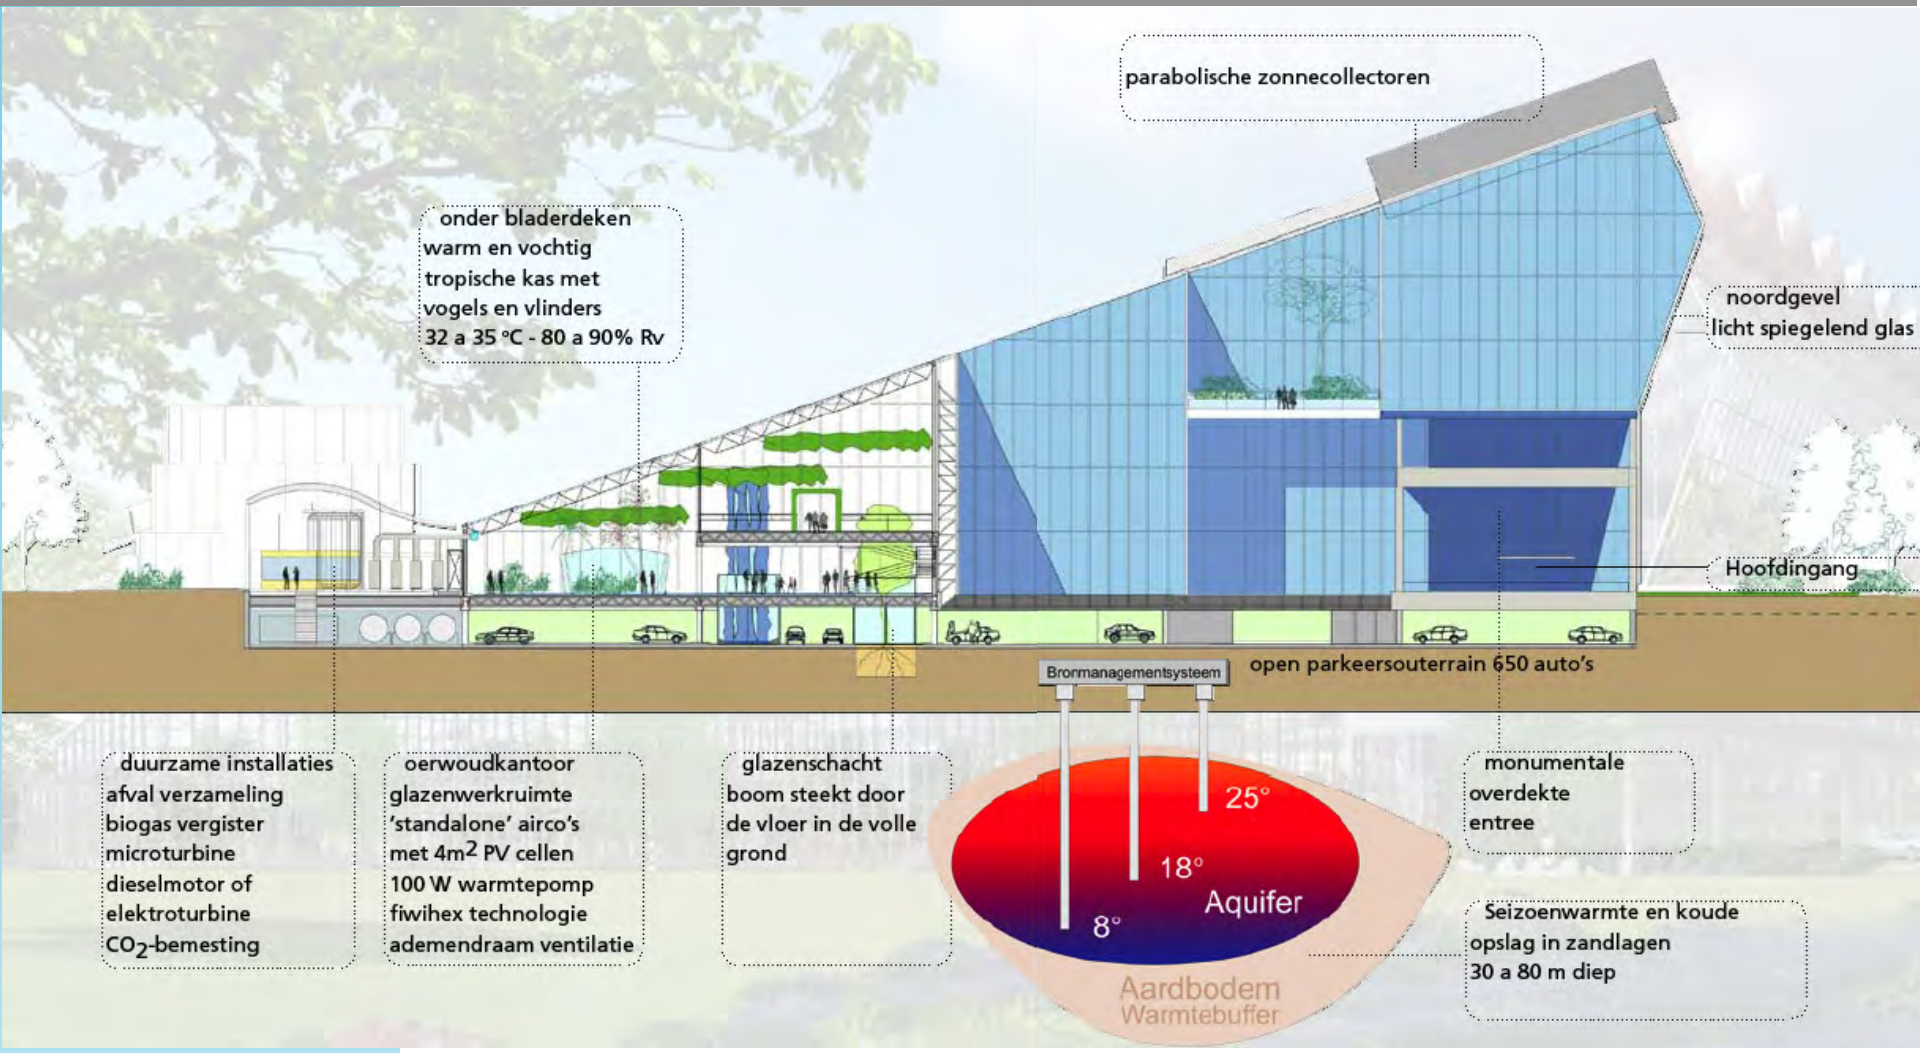 parabolische zonnecollectoren
onder bladerdeken
warm en vochtig
tropische kas met
vogels en vlinders
32 a 35 °C - 80 a 90% Rv
noordgevel
licht spiegelend glas
Hoofdingang
open parkeersouterrain 650 auto's
Bronmanagementsysteem
duurzame installaties
afval verzameling
biogas vergister
microturbine
dieselmotor of
elektroturbine
CO2-bemesting
oerwoudkantoor
glazenwerkruimte
'standalone' airco's
met 4m2 PV cellen
100 W warmtepomp
fiwihex technologie
ademendraam ventilatie
glazenschacht
boom steekt door
de vloer in de volle
grond
25°
18°
Aquifer
8°
Aardbodem
Warmtebuffer
monumentale
overdekte
entree
Seizoenwarmte en koude
opslag in zandlagen
30 a 80 m diep